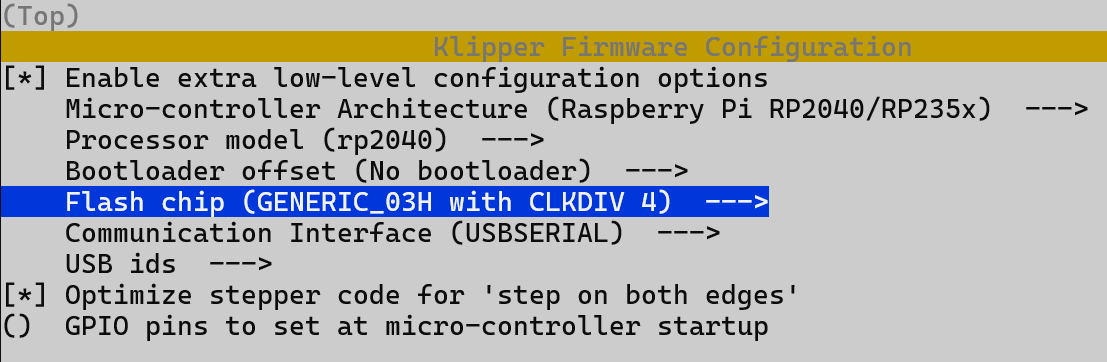 (Top)
Klipper Firmware Configuration
[*] Enable extra low-level configuration options
Micro-controller Architecture (Raspberry Pi RP2040/RP235x)  --->
Processor model (rp2040)  --->
Bootloader offset (No bootloader)  --->
Flash chip (GENERIC_03H with CLKDIV 4)  --->
Communication Interface (USBSERIAL)  --->
USB ids  --->
[*] Optimize stepper code for 'step on both edges'
()  GPIO pins to set at micro-controller startup